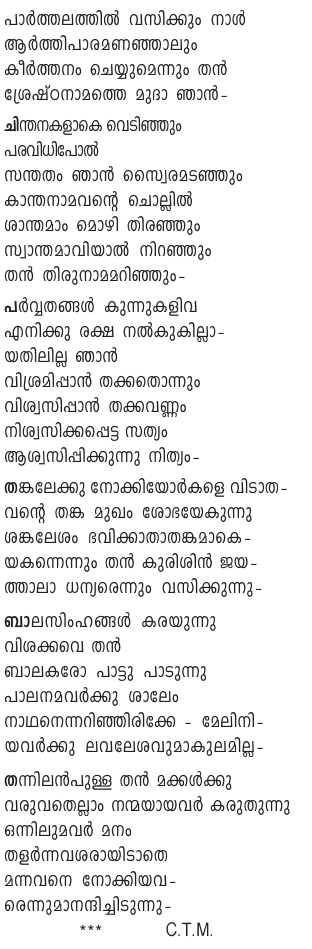 പാർത്തലത്തിൽ വസിക്കും നാൾ
ആർത്തിപാരമണഞ്ഞാലും
കീർത്തനം ചെയ്യുമെന്നും തൻ
ശ്രേഷ്ഠനാമത്തെ മുദാ ഞാൻ-
ചിന്തനകളാകെ വെടിഞ്ഞും
പരവിധിപോൽ
സന്തതം ഞാൻ സ്വൈരമടഞ്ഞും
കാന്തനാമവന്റെ ചൊല്ലിൽ
ശാന്തമാം മൊഴി തിരഞ്ഞും
സ്വാന്തമാവിയാൽ നിറഞ്ഞും
തൻ തിരുനാമമറിഞ്ഞും-
പർവ്വതങ്ങൾ കുന്നുകളിവ
എനിക്കു രക്ഷ നൽകുകില്ലാ-
യതിലില്ല ഞാൻ
വിശ്രമിപ്പാൻ തക്കതൊന്നും
വിശ്വസിപ്പാൻ തക്കവണ്ണം
നിശ്വസിക്കപ്പെട്ട സത്യം
ആശ്വസിപ്പിക്കുന്നു നിത്യം-
തങ്കലേക്കു നോക്കിയോർകളെ വിടാത-
വന്റെ തങ്ക മുഖം ശോഭയേകുന്നു
ശങ്കലേശം ഭവിക്കാതാതങ്കമാകെ-
യകന്നെന്നും തൻ കുരിശിൻ ജയ-
ത്താലാ ധന്യരെന്നും വസിക്കുന്നു-
ബാലസിംഹങ്ങൾ കരയുന്നു
വിശക്കവെ തൻ
ബാലകരോ പാട്ടു പാടുന്നു
പാലനമവർക്കു ശാലേം
നാഥനെന്നറിഞ്ഞിരിക്കേ - മേലിനി-
യവർക്കു ലവലേശവുമാകുലമില്ല-
തന്നിലൻപുള്ള തൻ മക്കൾക്കു
വരുവതെല്ലാം നന്മയായവർ കരുതുന്നു
ഒന്നിലുമവർ മനം
തളർന്നവശരായിടാതെ
മന്നവനെ നോക്കിയവ-
രെന്നുമാനന്ദിച്ചിടുന്നു-
*** C.T.M.